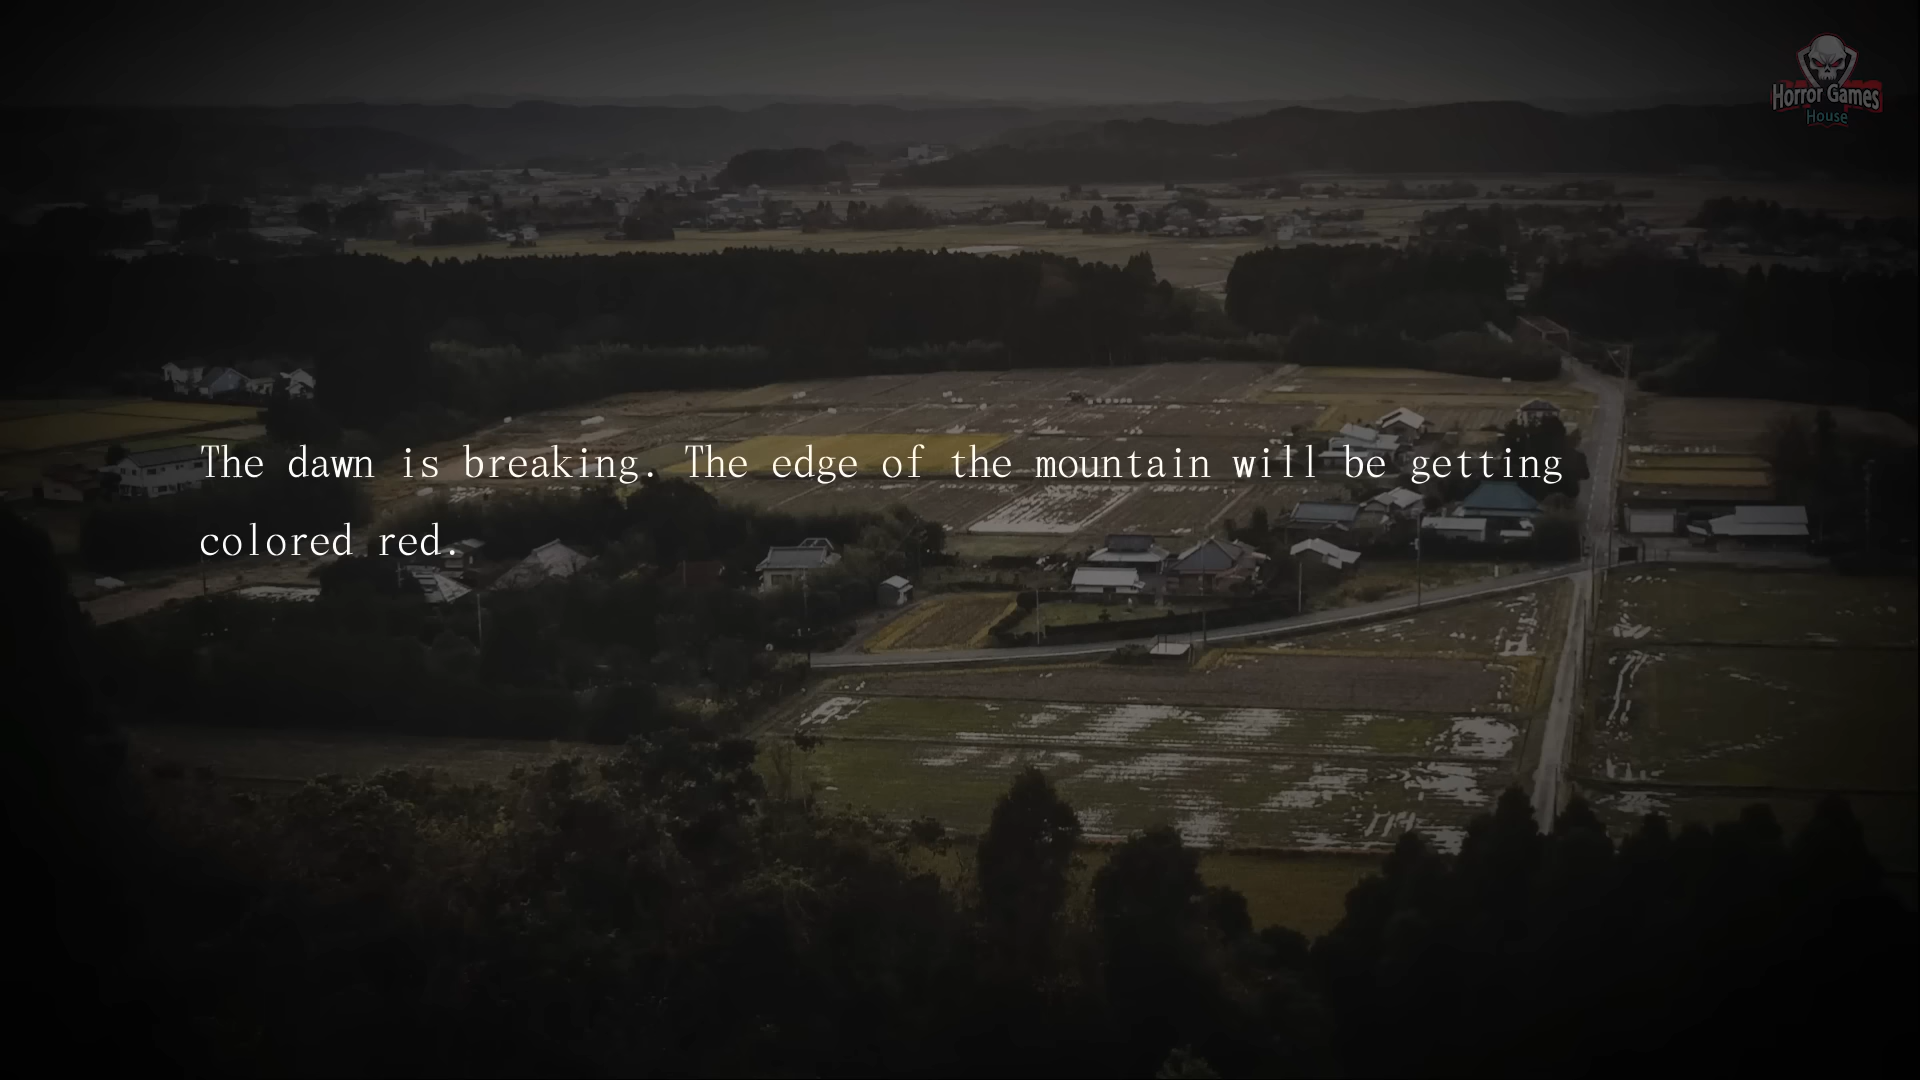 Horror Games
House
The dawn is breaking. The edge of the mountain will be getting
colored red.